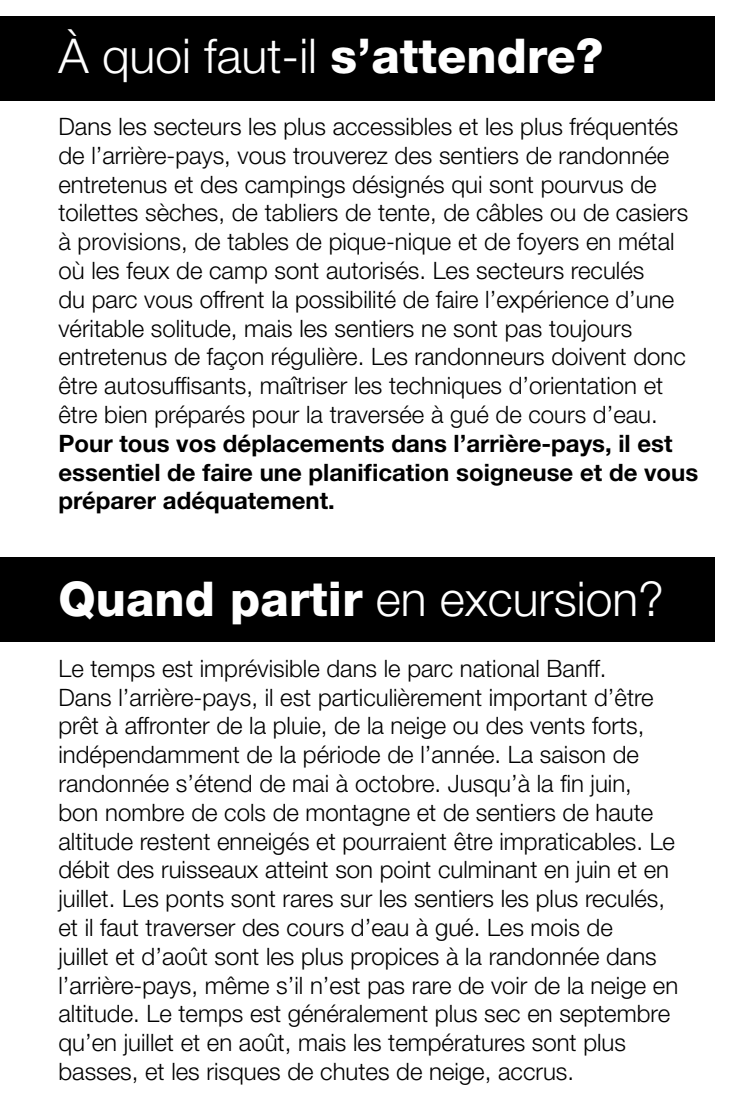 À quoi faut-il s’attendre?
Dans les secteurs les plus accessibles et les plus fréquentés
de l’arrière-pays, vous trouverez des sentiers de randonnée
entretenus et des campings désignés qui sont pourvus de
toilettes sèches, de tabliers de tente, de câbles ou de casiers
à provisions, de tables de pique-nique et de foyers en métal
où les feux de camp sont autorisés. Les secteurs reculés
du parc vous offrent la possibilité de faire l’expérience d’une
véritable solitude, mais les sentiers ne sont pas toujours
entretenus de façon régulière. Les randonneurs doivent donc
être autosuffisants, maîtriser les techniques d’orientation et
être bien préparés pour la traversée à gué de cours d’eau.
Pour tous vos déplacements dans l’arrière-pays, il est
essentiel de faire une planification soigneuse et de vous
préparer adéquatement.
Quand partir en excursion?
Le temps est imprévisible dans le parc national Banff.
Dans l’arrière-pays, il est particulièrement important d’être
prêt à affronter de la pluie, de la neige ou des vents forts,
indépendamment de la période de l’année. La saison de
randonnée s’étend de mai à octobre. Jusqu’à la fin juin,
bon nombre de cols de montagne et de sentiers de haute
altitude restent enneigés et pourraient être impraticables. Le
débit des ruisseaux atteint son point culminant en juin et en
juillet. Les ponts sont rares sur les sentiers les plus reculés,
et il faut traverser des cours d’eau à gué. Les mois de
juillet et d’août sont les plus propices à la randonnée dans
l’arrière-pays, même s’il n’est pas rare de voir de la neige en
altitude. Le temps est généralement plus sec en septembre
qu’en juillet et en août, mais les températures sont plus
basses, et les risques de chutes de neige, accrus.